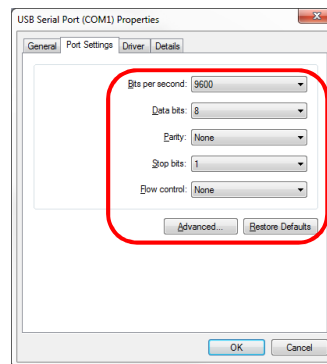 USB Serial Port (COM1) Properties
General Port Settings Driver Details
Bits per second: 9600
Data bits: 8
Parity: None
Stop bits: 1
Flow control: None
Advanced... Restore Defaults
OK Cancel